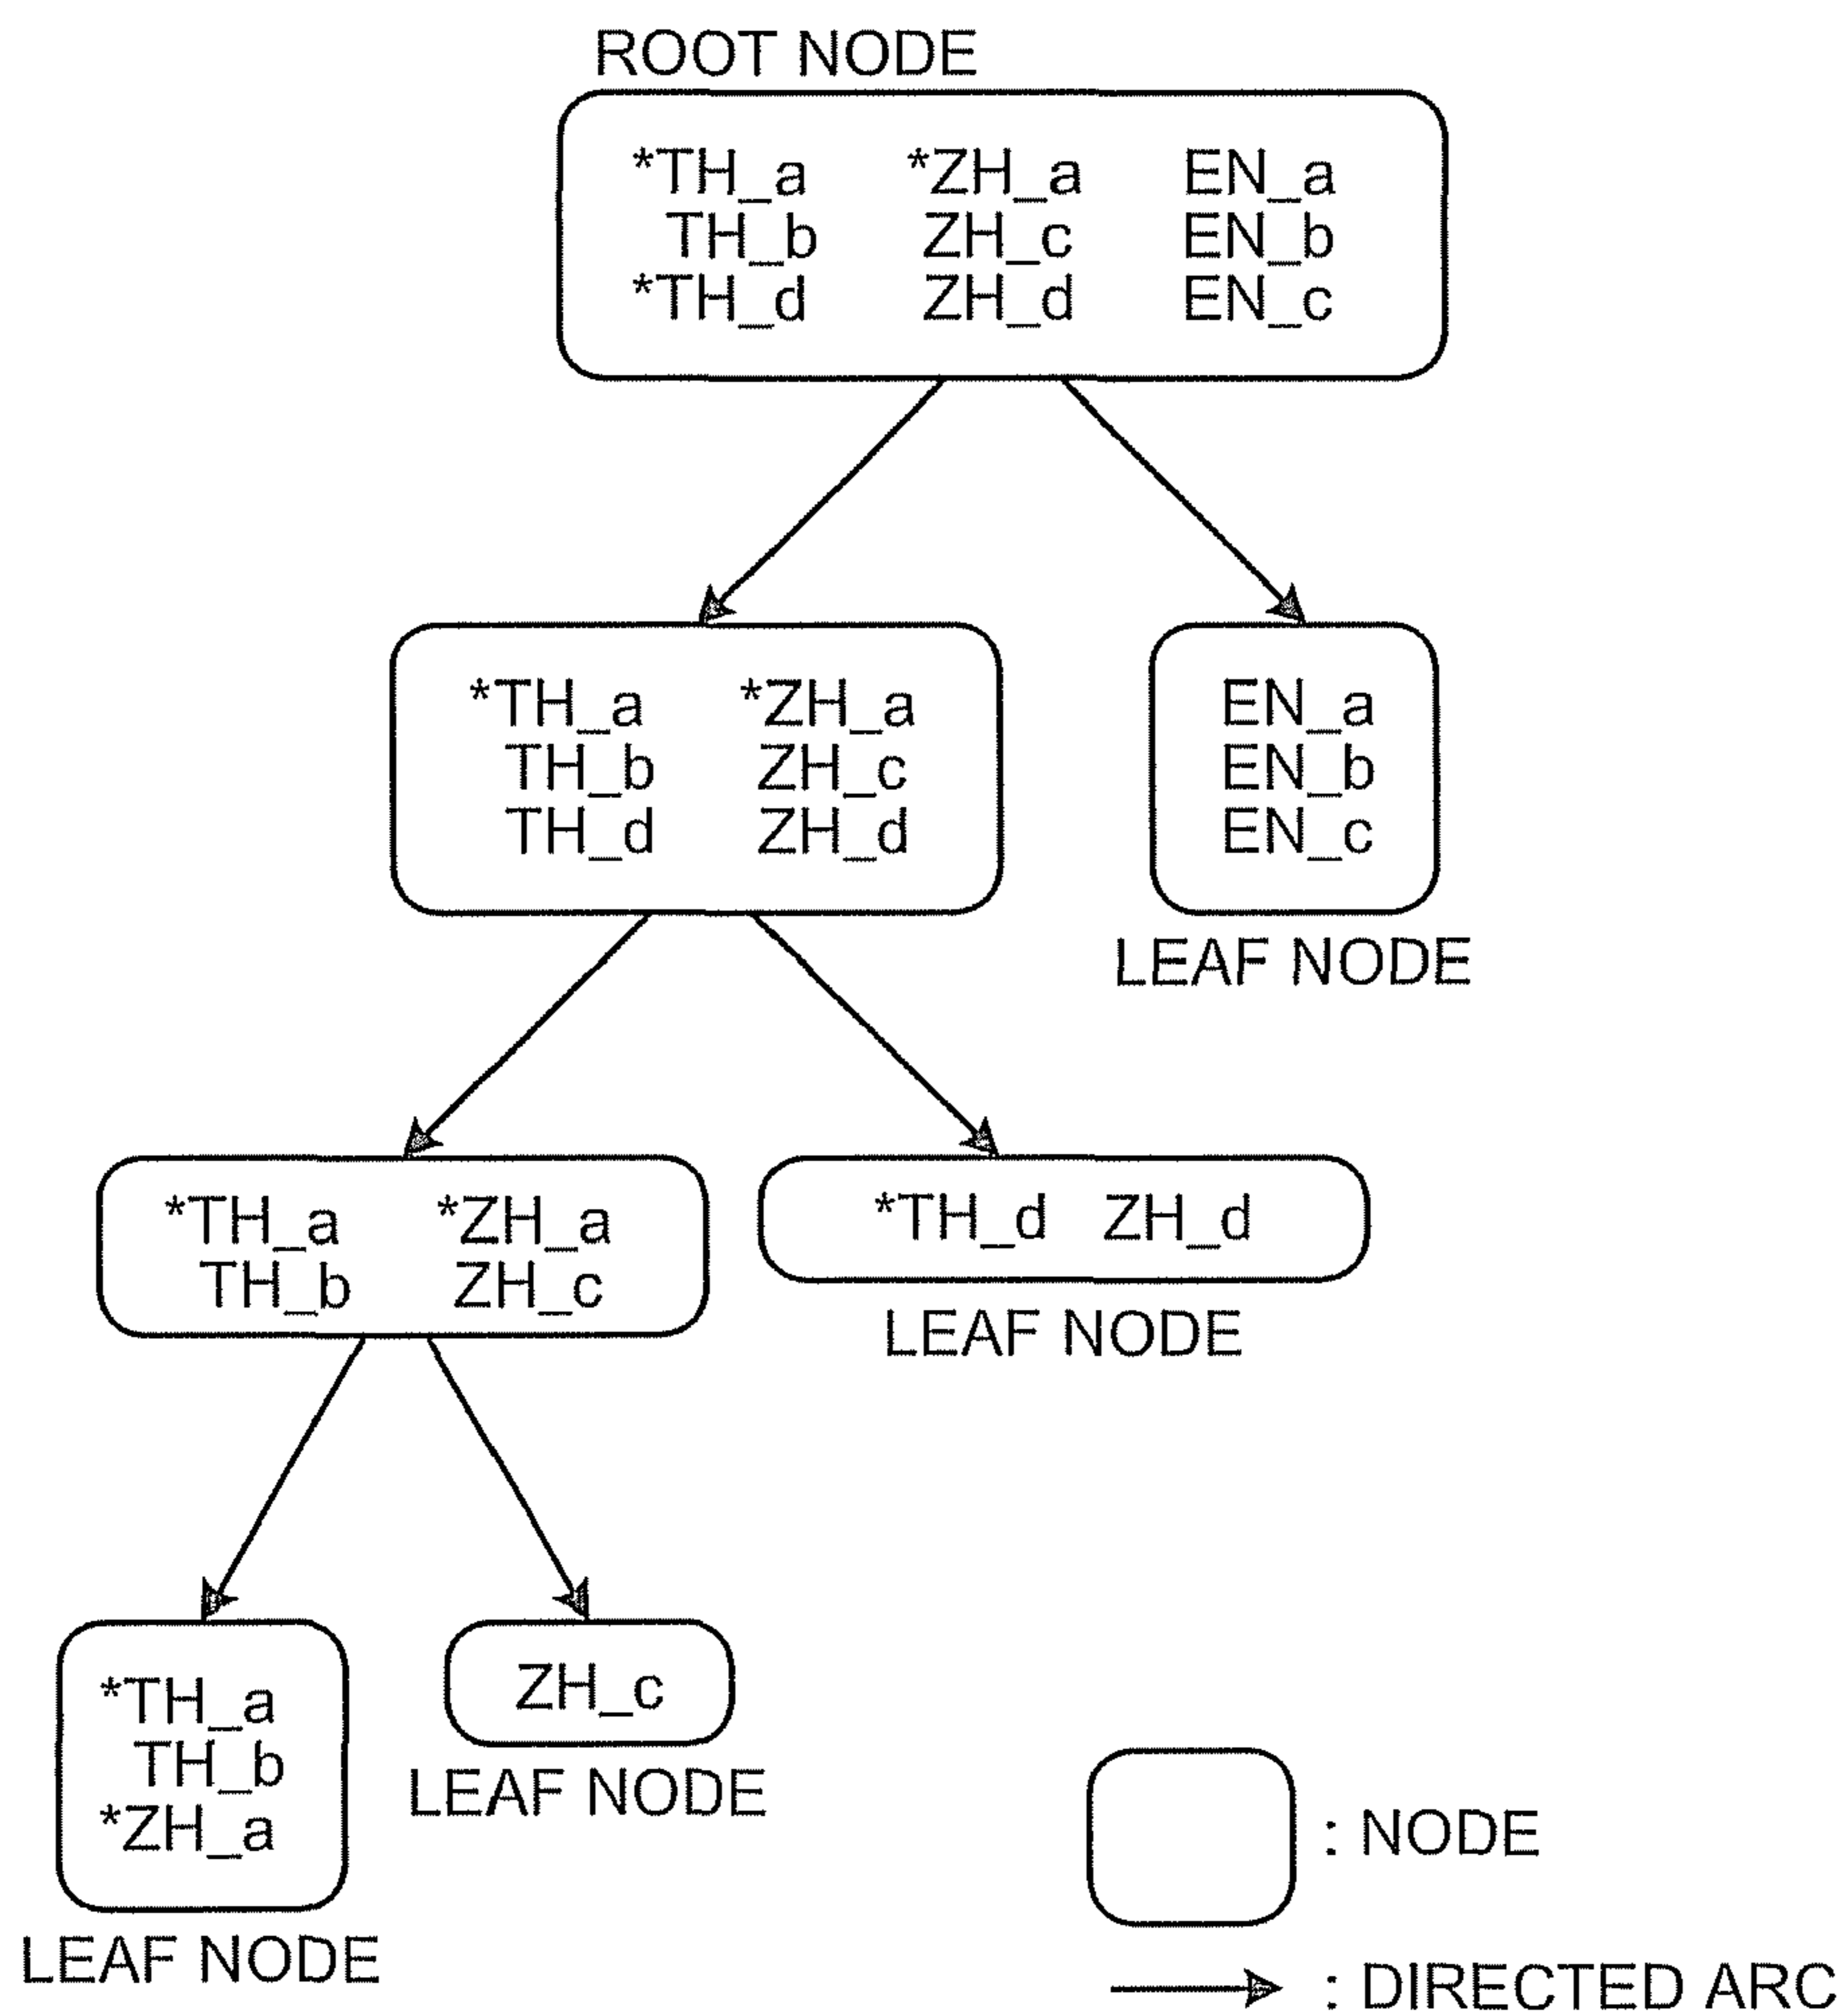 ROOT NODE
*TH_a *ZH_a EN_a
TH_b ZH_c EN_b
*TH_d ZH_d EN_c
*TH_a *ZH_a
TH_b ZH_c
TH_d ZH_d
EN_a
EN_b
EN_c
LEAF NODE
*TH_a *ZH_a
TH_b ZH_c
*TH_d ZH_d
LEAF NODE
*TH_a
TH_b
*ZH_a
LEAF NODE
ZH_c
LEAF NODE
: NODE
: DIRECTED ARC